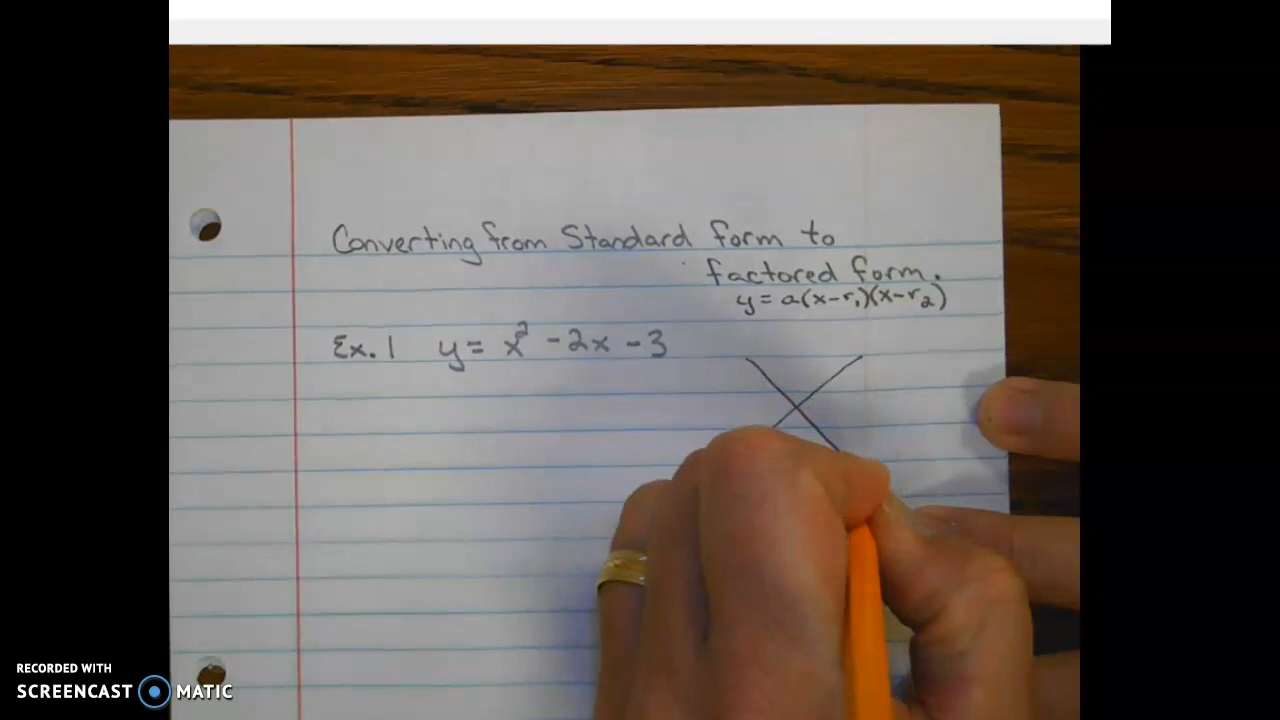 Converting from Standard form to
factored form.
y = a(x-r₁)(x-r₂)
Ex. 1 y = x² - 2x - 3
RECORDED WITH
SCREENCAST MATIC